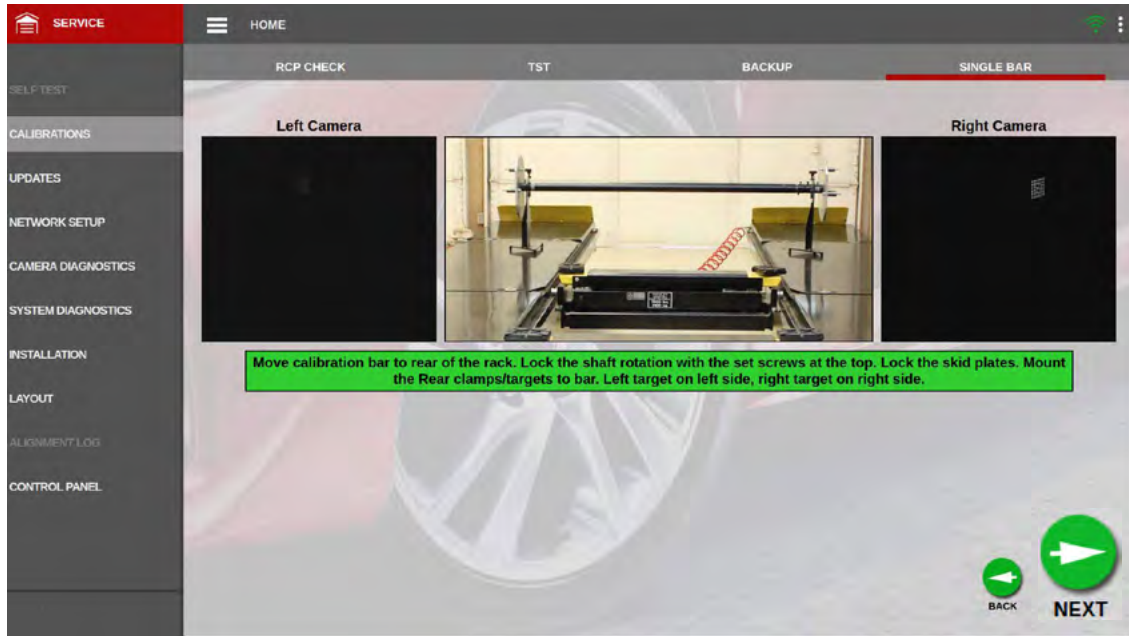 SERVICE
HOME
RCP CHECK
TST
BACKUP
SINGLE BAR
SELF TEST
CALIBRATIONS
UPDATES
NETWORK SETUP
CAMERA DIAGNOSTICS
SYSTEM DIAGNOSTICS
INSTALLATION
LAYOUT
ALIGNMENT LOG
CONTROL PANEL
Left Camera
Right Camera
Move calibration bar to rear of the rack. Lock the shaft rotation with the set screws at the top. Lock the skid plates. Mount
the Rear clamps/targets to bar. Left target on left side, right target on right side.
BACK
NEXT